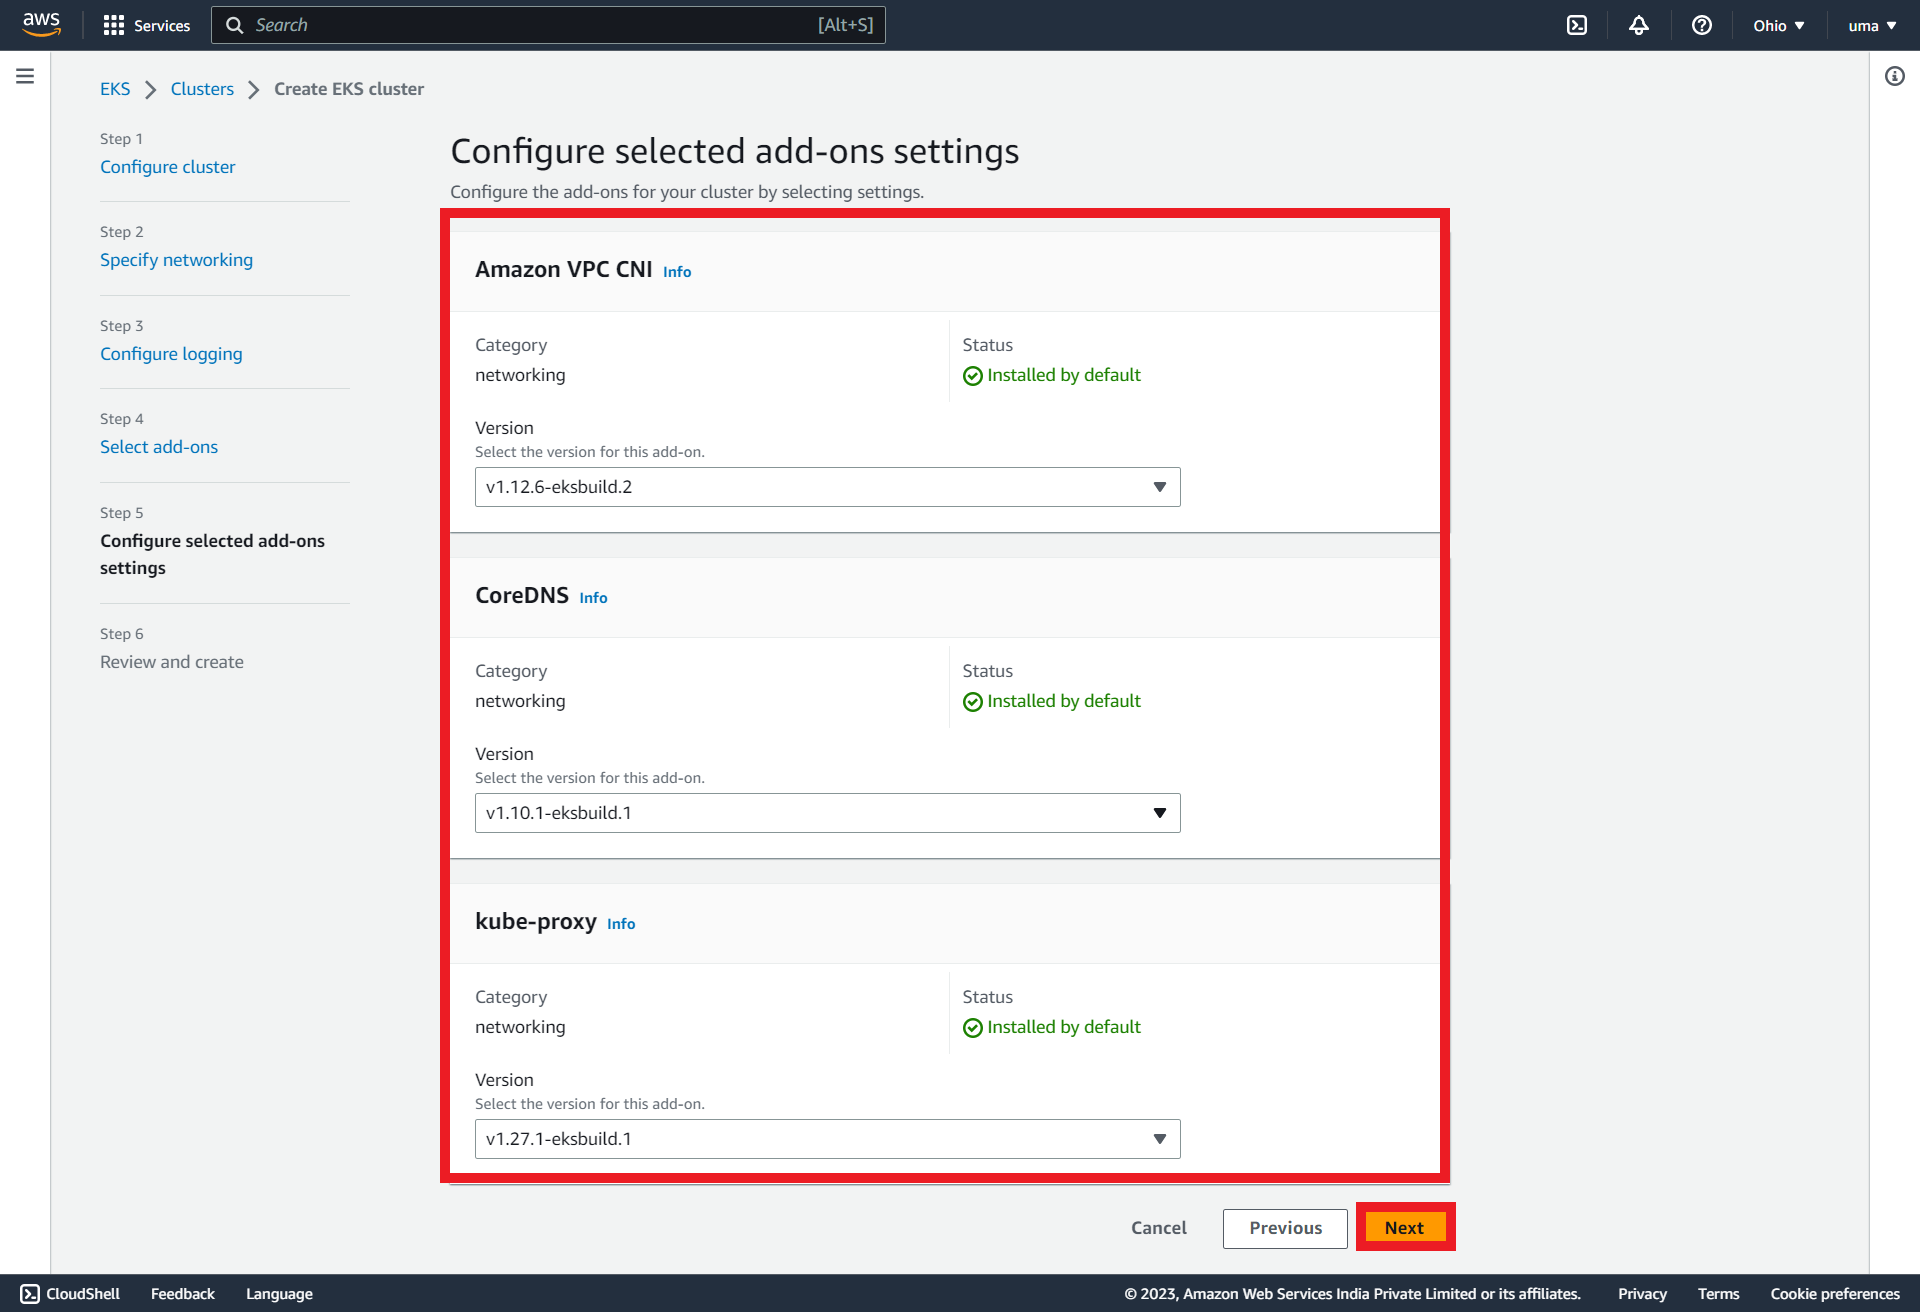 aws Services Search [Alt+S] Ohio uma
EKS Clusters Create EKS cluster
Step 1
Configure cluster
Step 2
Specify networking
Step 3
Configure logging
Step 4
Select add-ons
Step 5
Configure selected add-ons
settings
Step 6
Review and create
Configure selected add-ons settings
Configure the add-ons for your cluster by selecting settings.
Amazon VPC CNI Info
Category Status
networking Installed by default
Version
Select the version for this add-on.
v1.12.6-eksbuild.2
CoreDNS Info
Category Status
networking Installed by default
Version
Select the version for this add-on.
v1.10.1-eksbuild.1
kube-proxy Info
Category Status
networking Installed by default
Version
Select the version for this add-on.
v1.27.1-eksbuild.1
Cancel Previous Next
CloudShell Feedback Language © 2023, Amazon Web Services India Private Limited or its affiliates. Privacy Terms Cookie preferences